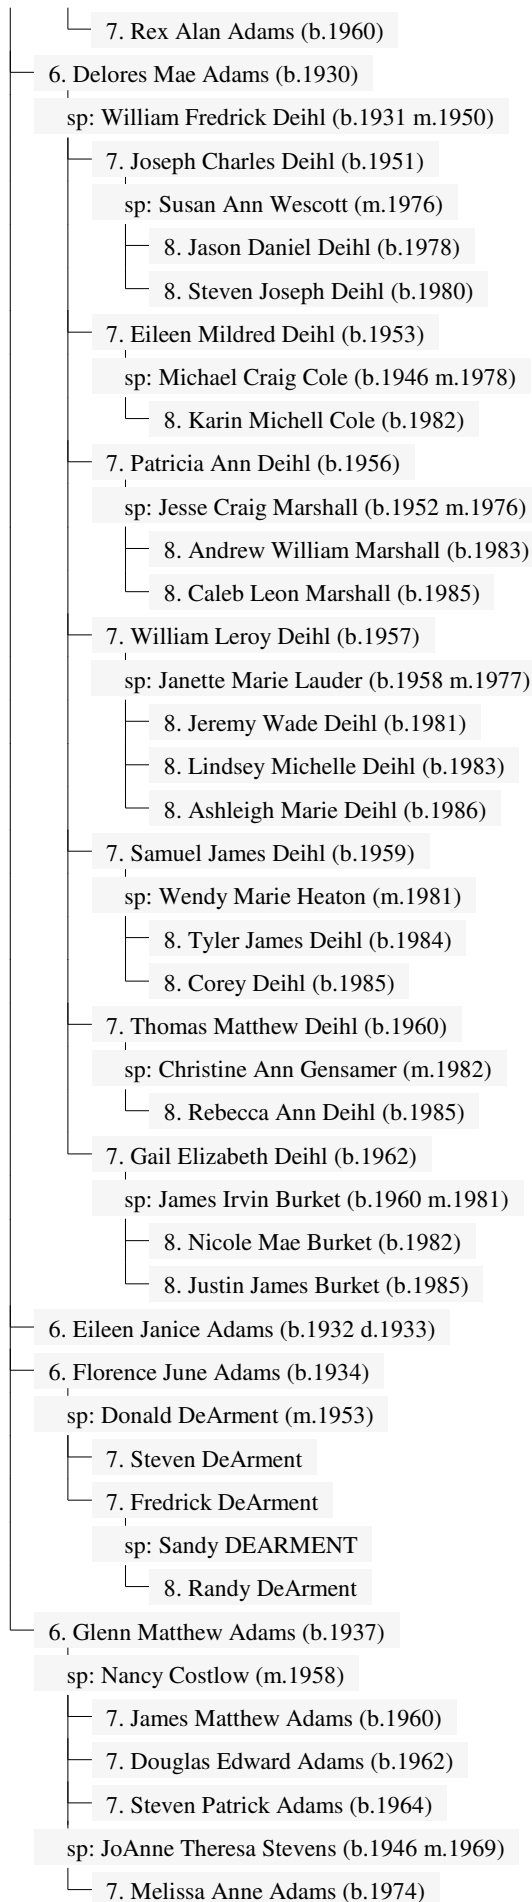 7. Rex Alan Adams (b.1960)
6. Delores Mae Adams (b.1930)
sp: William Fredrick Deihl (b.1931 m.1950)
7. Joseph Charles Deihl (b.1951)
sp: Susan Ann Wescott (m.1976)
8. Jason Daniel Deihl (b.1978)
8. Steven Joseph Deihl (b.1980)
7. Eileen Mildred Deihl (b.1953)
sp: Michael Craig Cole (b.1946 m.1978)
8. Karin Michell Cole (b.1982)
7. Patricia Ann Deihl (b.1956)
sp: Jesse Craig Marshall (b.1952 m.1976)
8. Andrew William Marshall (b.1983)
8. Caleb Leon Marshall (b.1985)
7. William Leroy Deihl (b.1957)
sp: Janette Marie Lauder (b.1958 m.1977)
8. Jeremy Wade Deihl (b.1981)
8. Lindsey Michelle Deihl (b.1983)
8. Ashleigh Marie Deihl (b.1986)
7. Samuel James Deihl (b.1959)
sp: Wendy Marie Heaton (m.1981)
8. Tyler James Deihl (b.1984)
8. Corey Deihl (b.1985)
7. Thomas Matthew Deihl (b.1960)
sp: Christine Ann Gensamer (m.1982)
8. Rebecca Ann Deihl (b.1985)
7. Gail Elizabeth Deihl (b.1962)
sp: James Irvin Burket (b.1960 m.1981)
8. Nicole Mae Burket (b.1982)
8. Justin James Burket (b.1985)
6. Eileen Janice Adams (b.1932 d.1933)
6. Florence June Adams (b.1934)
sp: Donald DeArment (m.1953)
7. Steven DeArment
7. Fredrick DeArment
sp: Sandy DEARMENT
8. Randy DeArment
6. Glenn Matthew Adams (b.1937)
sp: Nancy Costlow (m.1958)
7. James Matthew Adams (b.1960)
7. Douglas Edward Adams (b.1962)
7. Steven Patrick Adams (b.1964)
sp: JoAnne Theresa Stevens (b.1946 m.1969)
7. Melissa Anne Adams (b.1974)